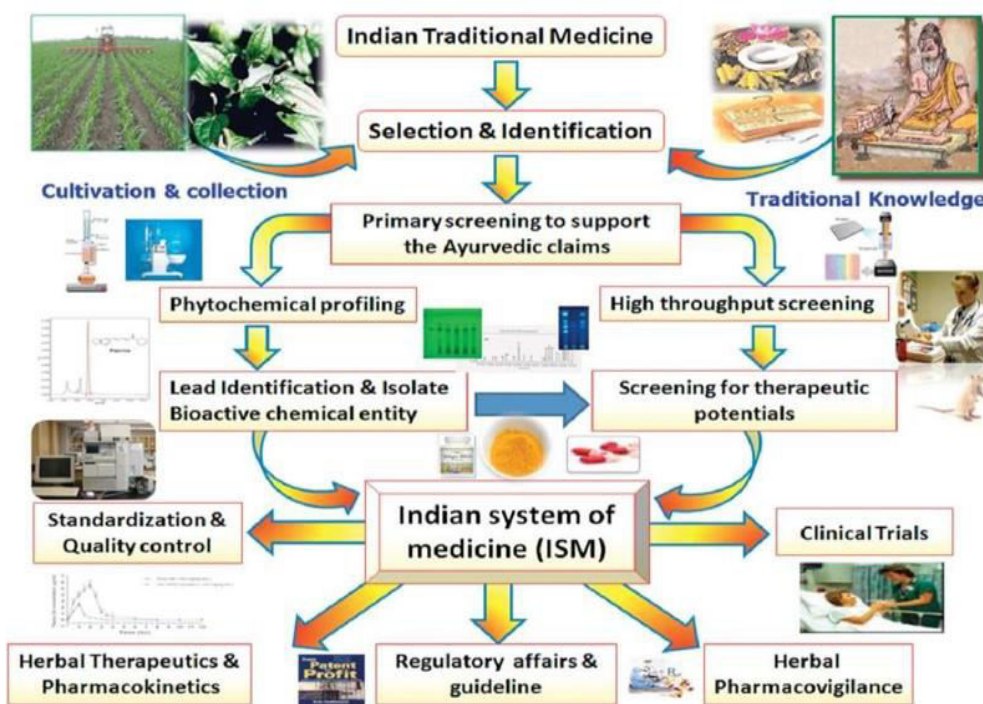 Indian Traditional Medicine
Selection & Identification
Cultivation & collection
Traditional Knowledge
Primary screening to support
the Ayurvedic claims
Phytochemical profiling
High throughput screening
Lead Identification & Isolate
Bioactive chemical entity
Screening for therapeutic
potentials
Indian system of
medicine (ISM)
Standardization &
Quality control
Clinical Trials
Herbal Therapeutics &
Pharmacokinetics
Patent
Profit
Regulatory affairs &
guideline
Herbal
Pharmacovigilance